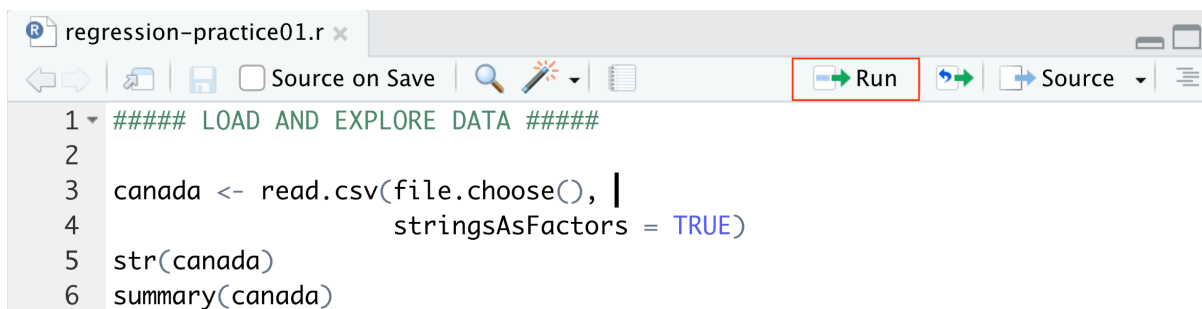 regression-practice01.r
Source on Save Run Source
1 ##### LOAD AND EXPLORE DATA #####
2
3 canada <- read.csv(file.choose(),
4                    stringsAsFactors = TRUE)
5 str(canada)
6 summary(canada)